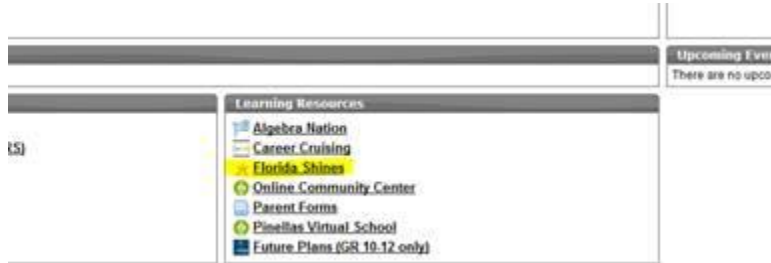 Upcoming Eve
There are no upco
Learning Resources
RS)
Algebra Nation
Career Cruising
Florida Shines
Online Community Center
Parent Forms
Pinellas Virtual School
Future Plans (GR 10-12 only)